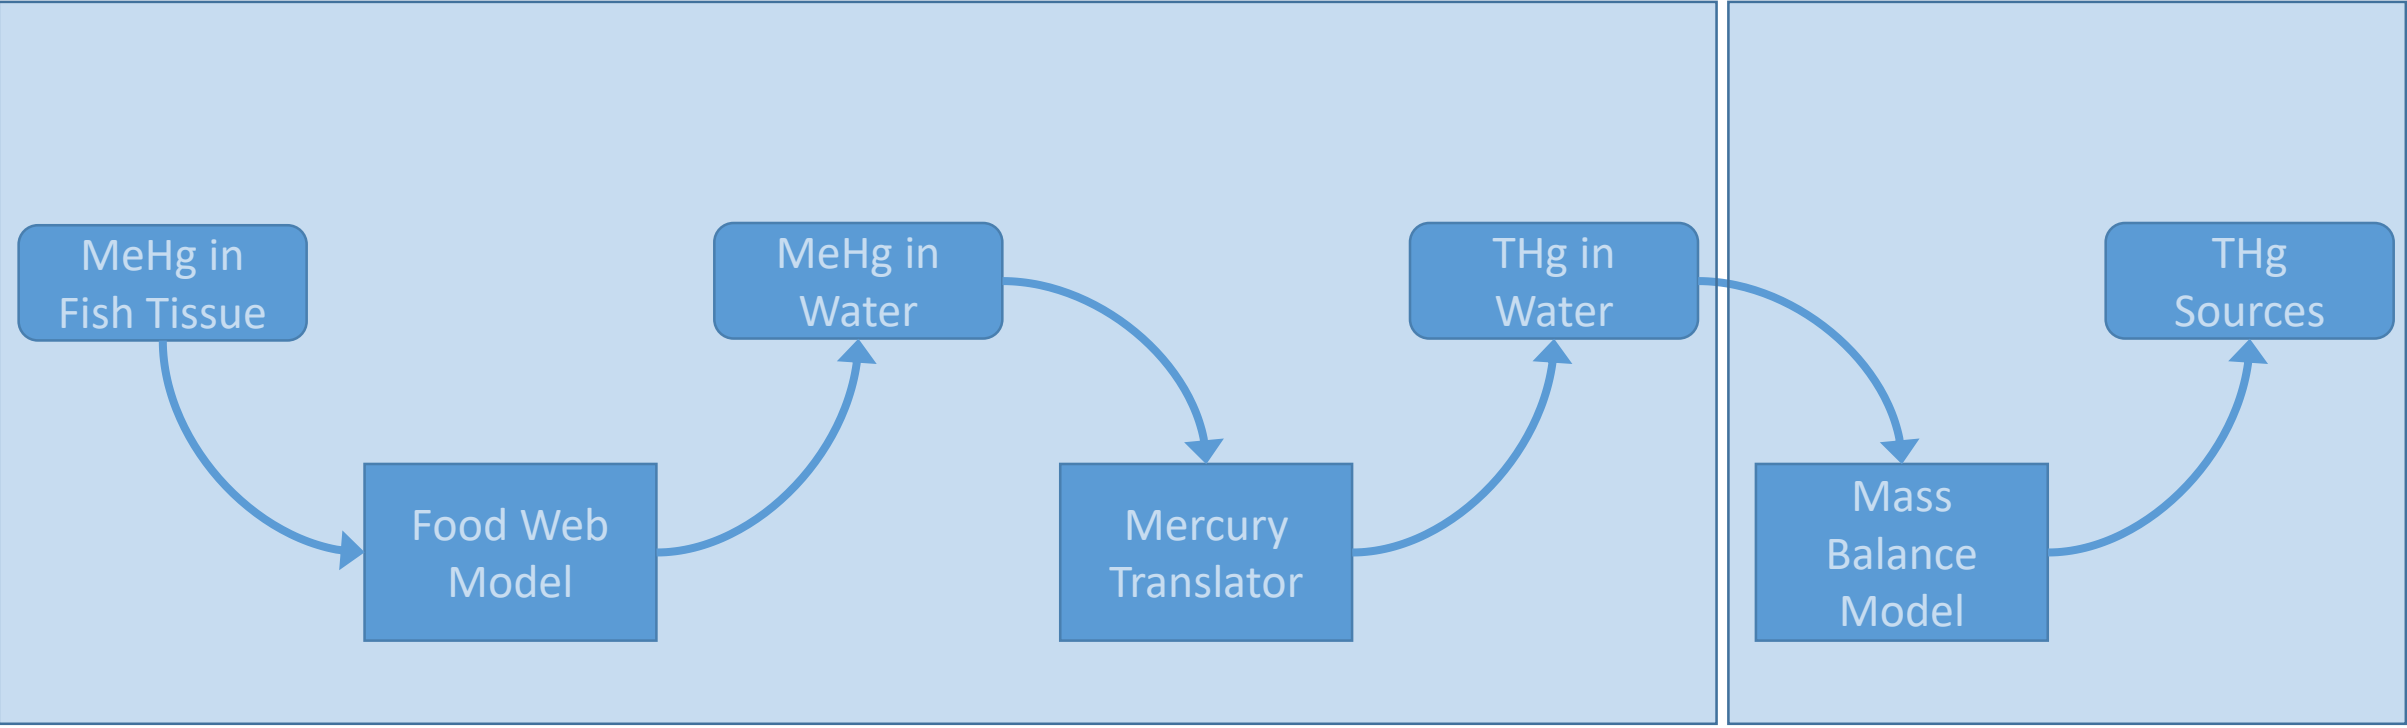 MeHg in
Fish Tissue
Food Web
Model
MeHg in
Water
Mercury
Translator
THg in
Water
Mass
Balance
Model
THg
Sources